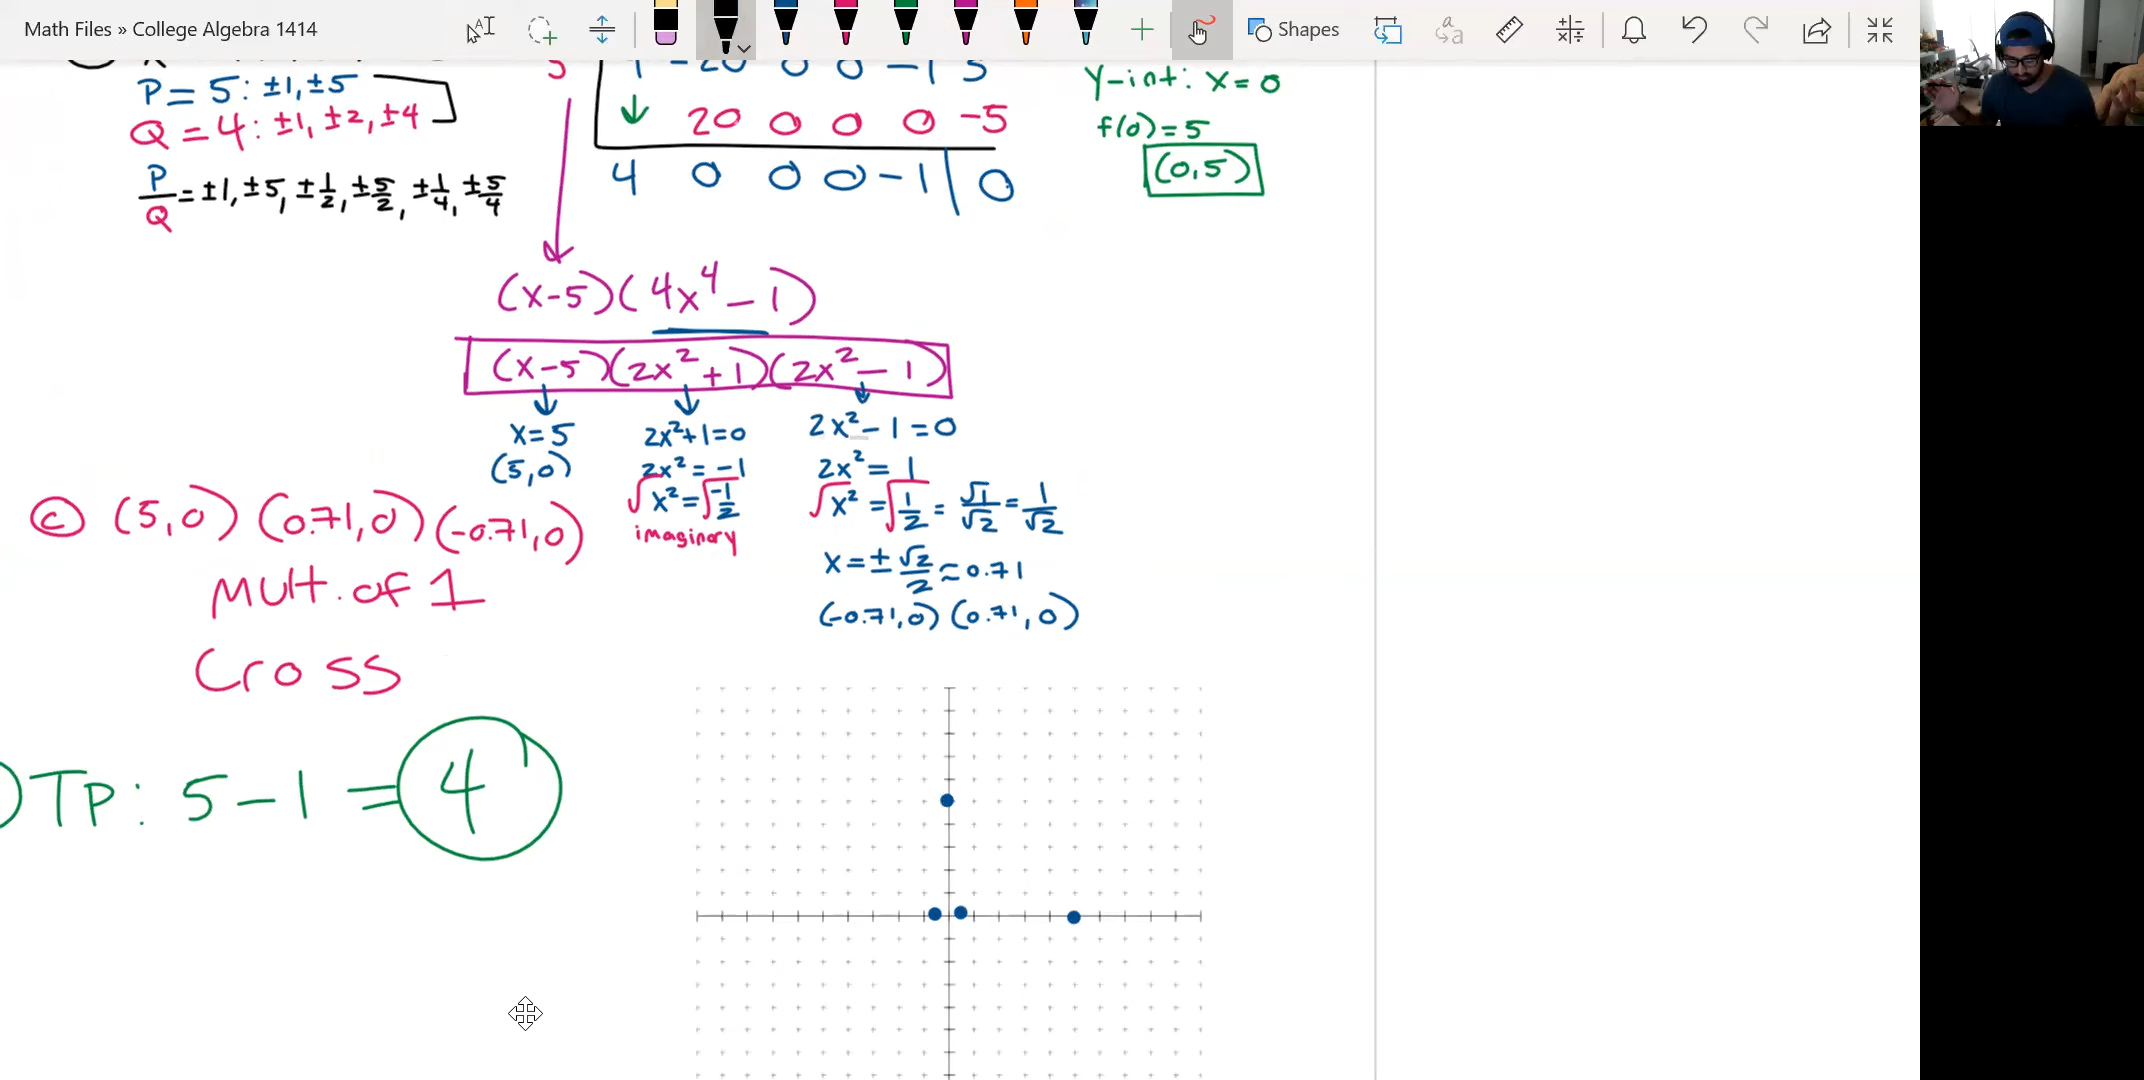 Math Files » College Algebra 1414
Shapes
P = 5: ±1, ±5
Q = 4: ±1, ±2, ±4
P/Q = ±1, ±5, ±1/2, ±5/2, ±1/4, ±5/4
-20 0 0 -1 5
↓ 20 0 0 0 -5
4 0 0 0 -1 | 0
Y-int: x = 0
f(0) = 5
(0,5)
(x-5)(4x⁴-1)
(x-5)(2x²+1)(2x²-1)
x=5
(5,0)
2x²+1=0
2x²=-1
√x²=√-1/2
imaginary
2x²-1=0
2x²=1
√x²=√1/2=√1/√2=1/√2
x=±√2/2≈0.71
(-0.71,0) (0.71,0)
© (5,0) (0.71,0) (-0.71,0)
Mult. of 1
Cross
TP: 5-1 = 4